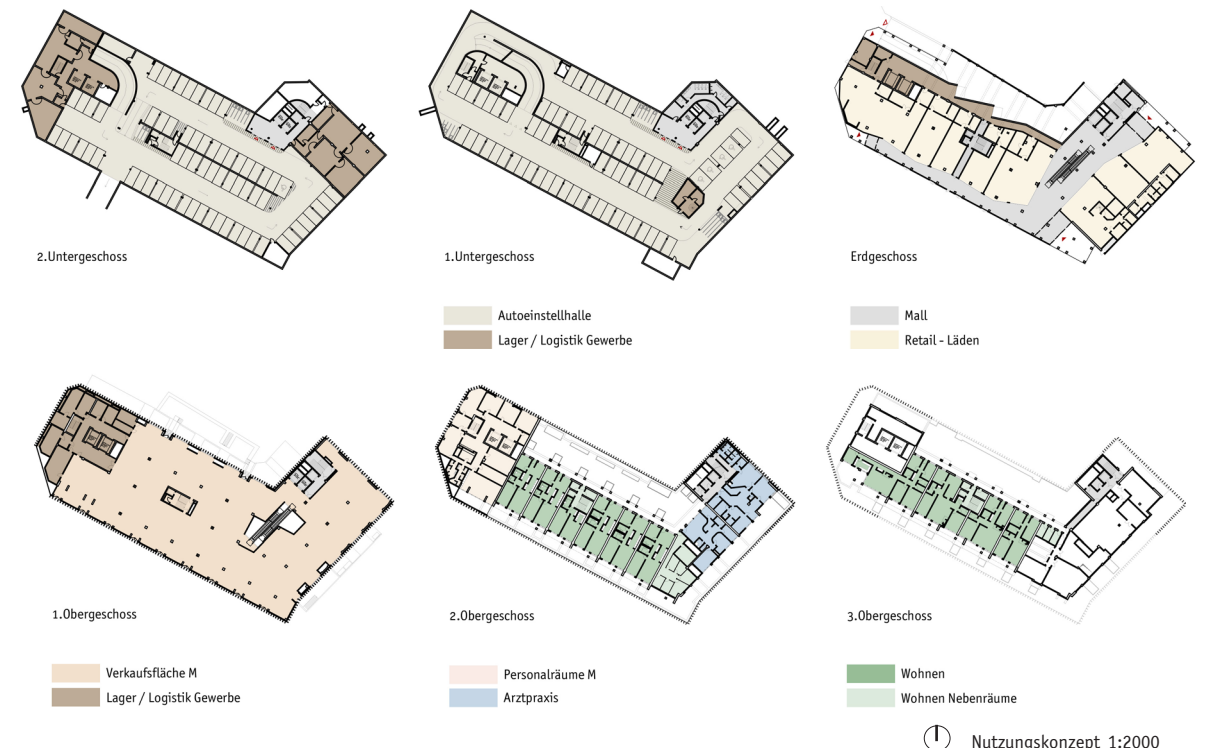 2.Untergeschoss
1.Untergeschoss
Erdgeschoss
Autoeinstellhalle
Lager / Logistik Gewerbe
Mall
Retail - Läden
1.Obergeschoss
2.Obergeschoss
3.Obergeschoss
Verkaufsfläche M
Lager / Logistik Gewerbe
Personalräume M
Arztpraxis
Wohnen
Wohnen Nebenräume
Nutzungskonzept 1:2000